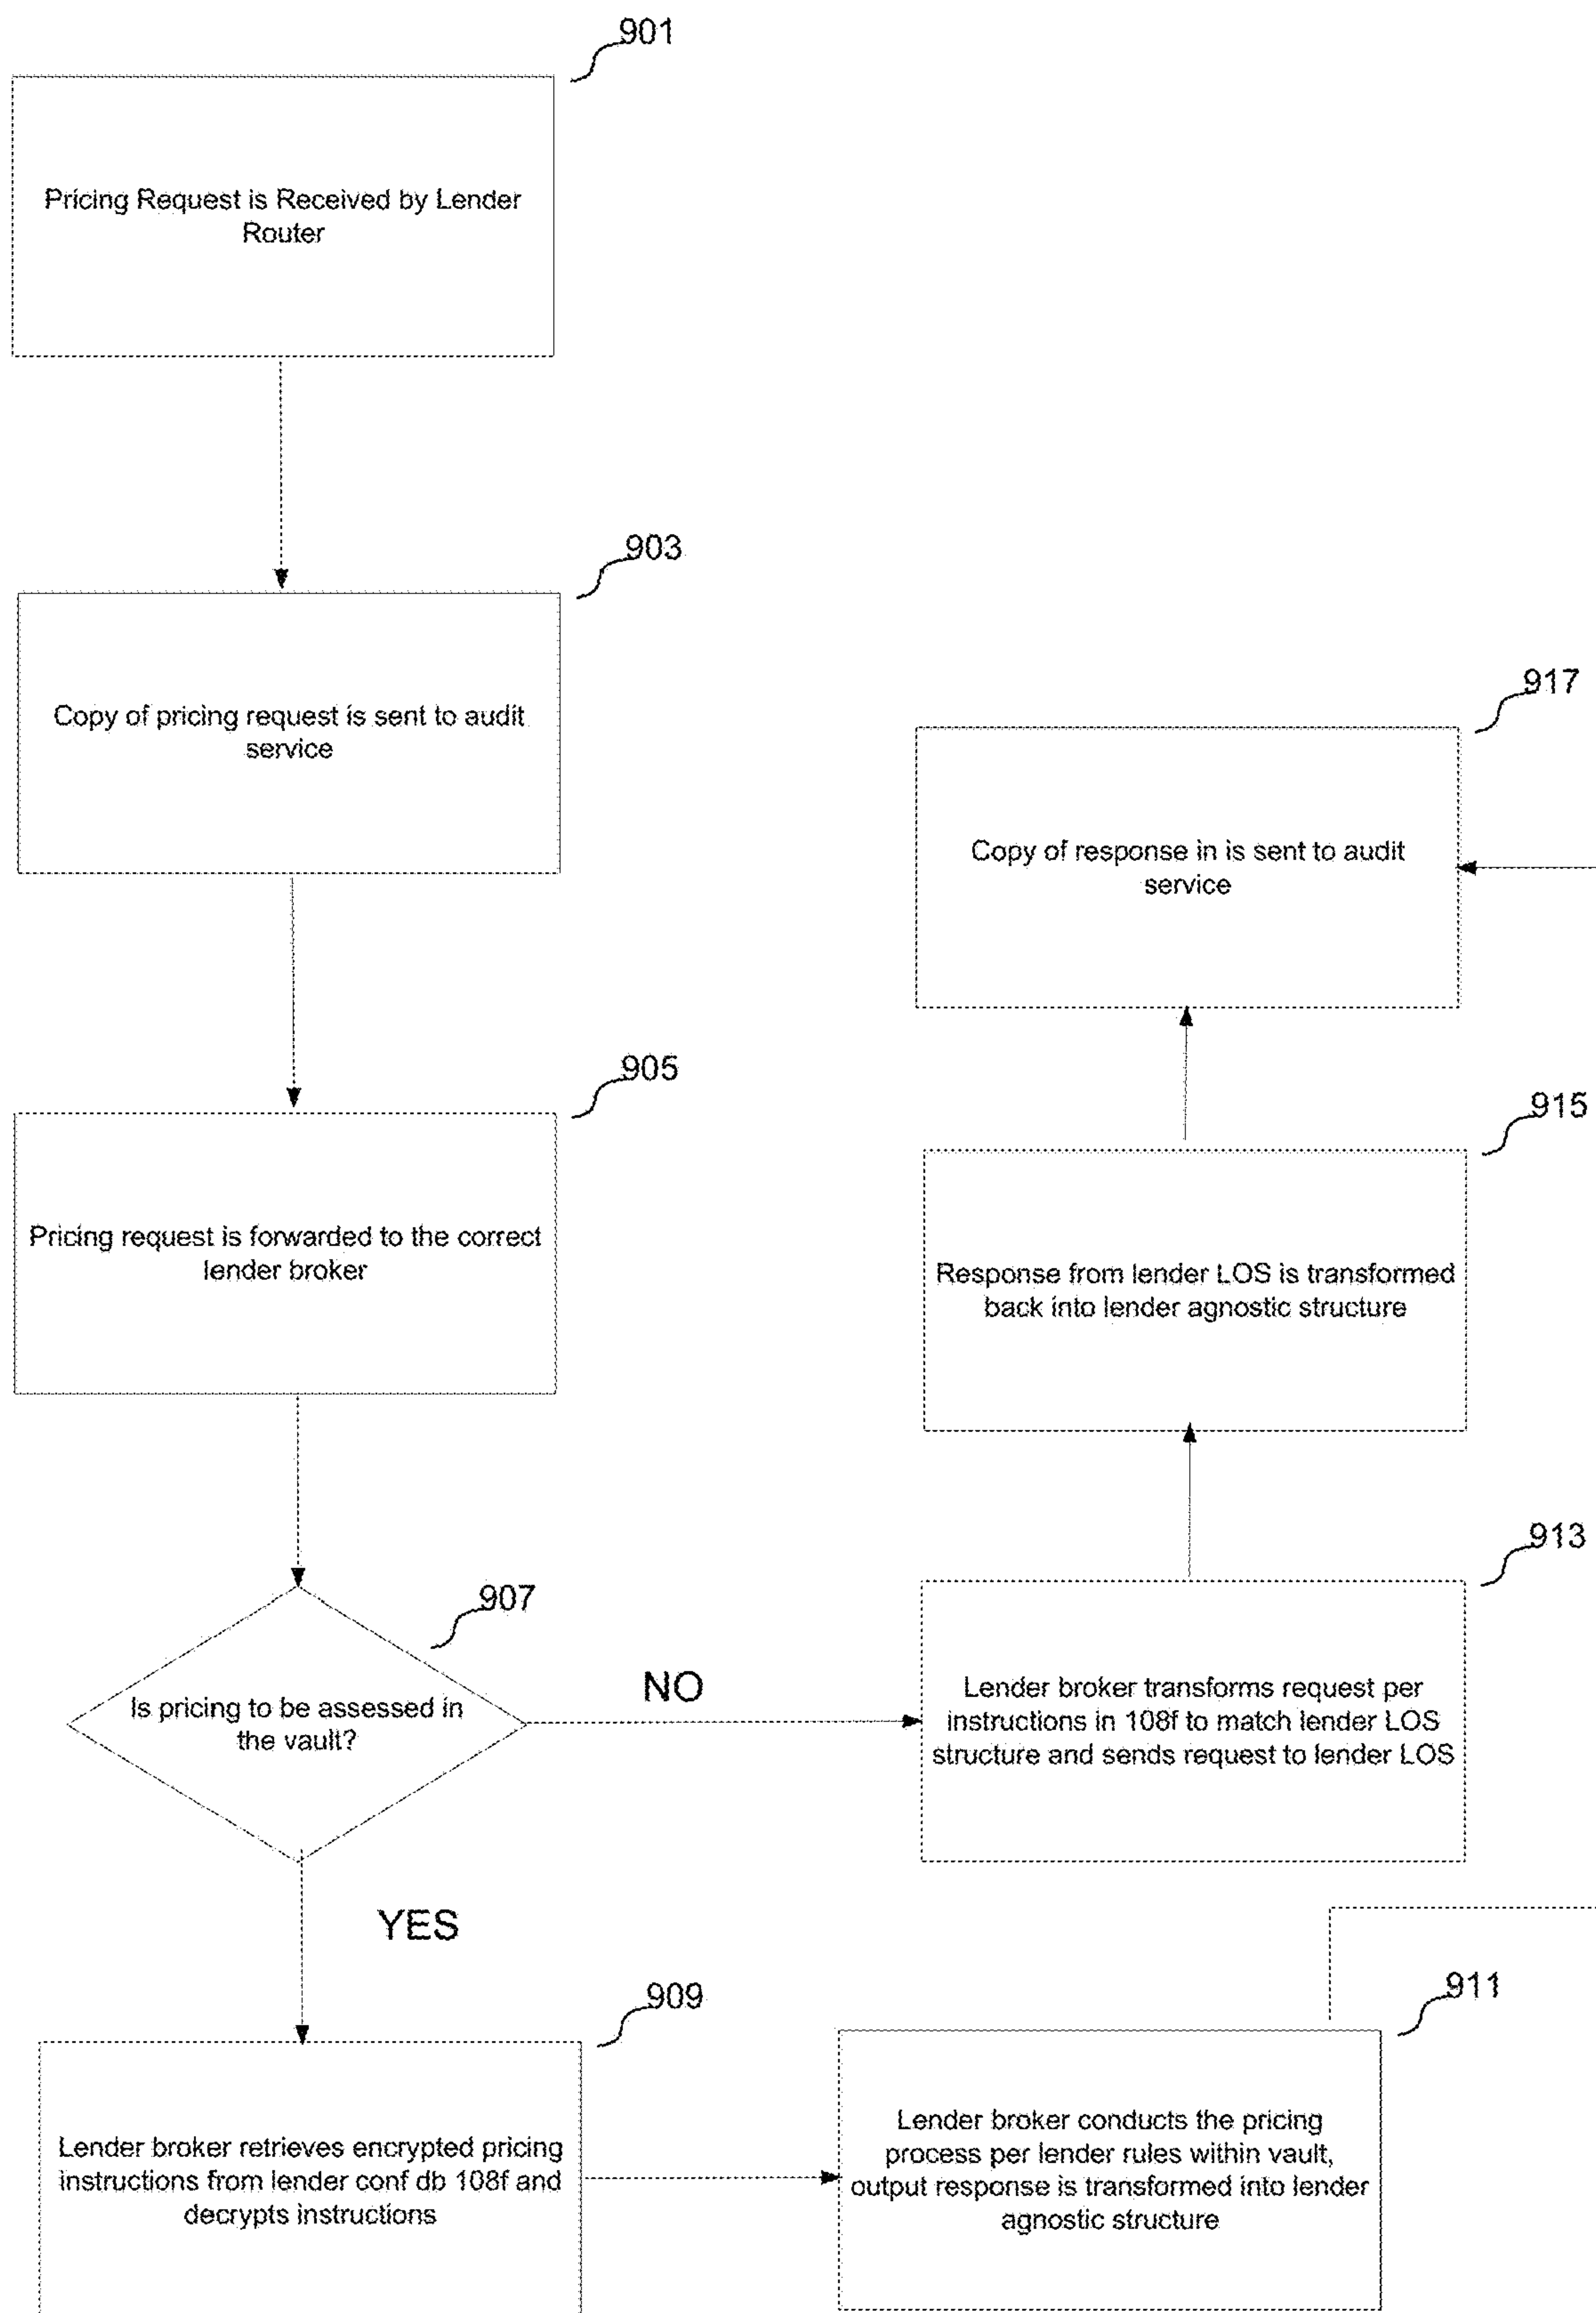 901
Pricing Request is Received by Lender
Router
903
Copy of pricing request is sent to audit
service
905
Pricing request is forwarded to the correct
lender broker
907
Is pricing to be assessed in
the vault?
NO
YES
909
Lender broker retrieves encrypted pricing
instructions from lender conf db 108f and
decrypts instructions
911
Lender broker conducts the pricing
process per lender rules within vault,
output response is transformed into lender
agnostic structure
913
Lender broker transforms request per
instructions in 108f to match lender LOS
structure and sends request to lender LOS
915
Response from lender LOS is transformed
back into lender agnostic structure
917
Copy of response in is sent to audit
service